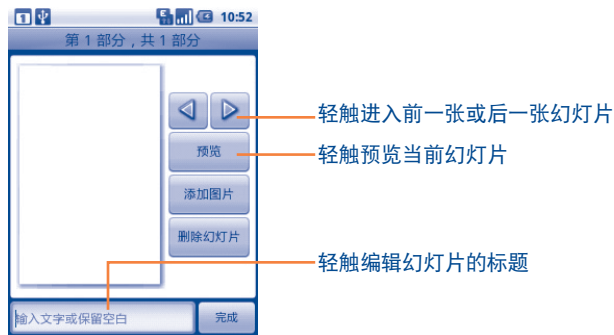 1 10:52
第 1 部分 , 共 1 部分
轻触进入前一张或后一张幻灯片
预览
轻触预览当前幻灯片
添加图片
删除幻灯片
轻触编辑幻灯片的标题
输入文字或保留空白
完成